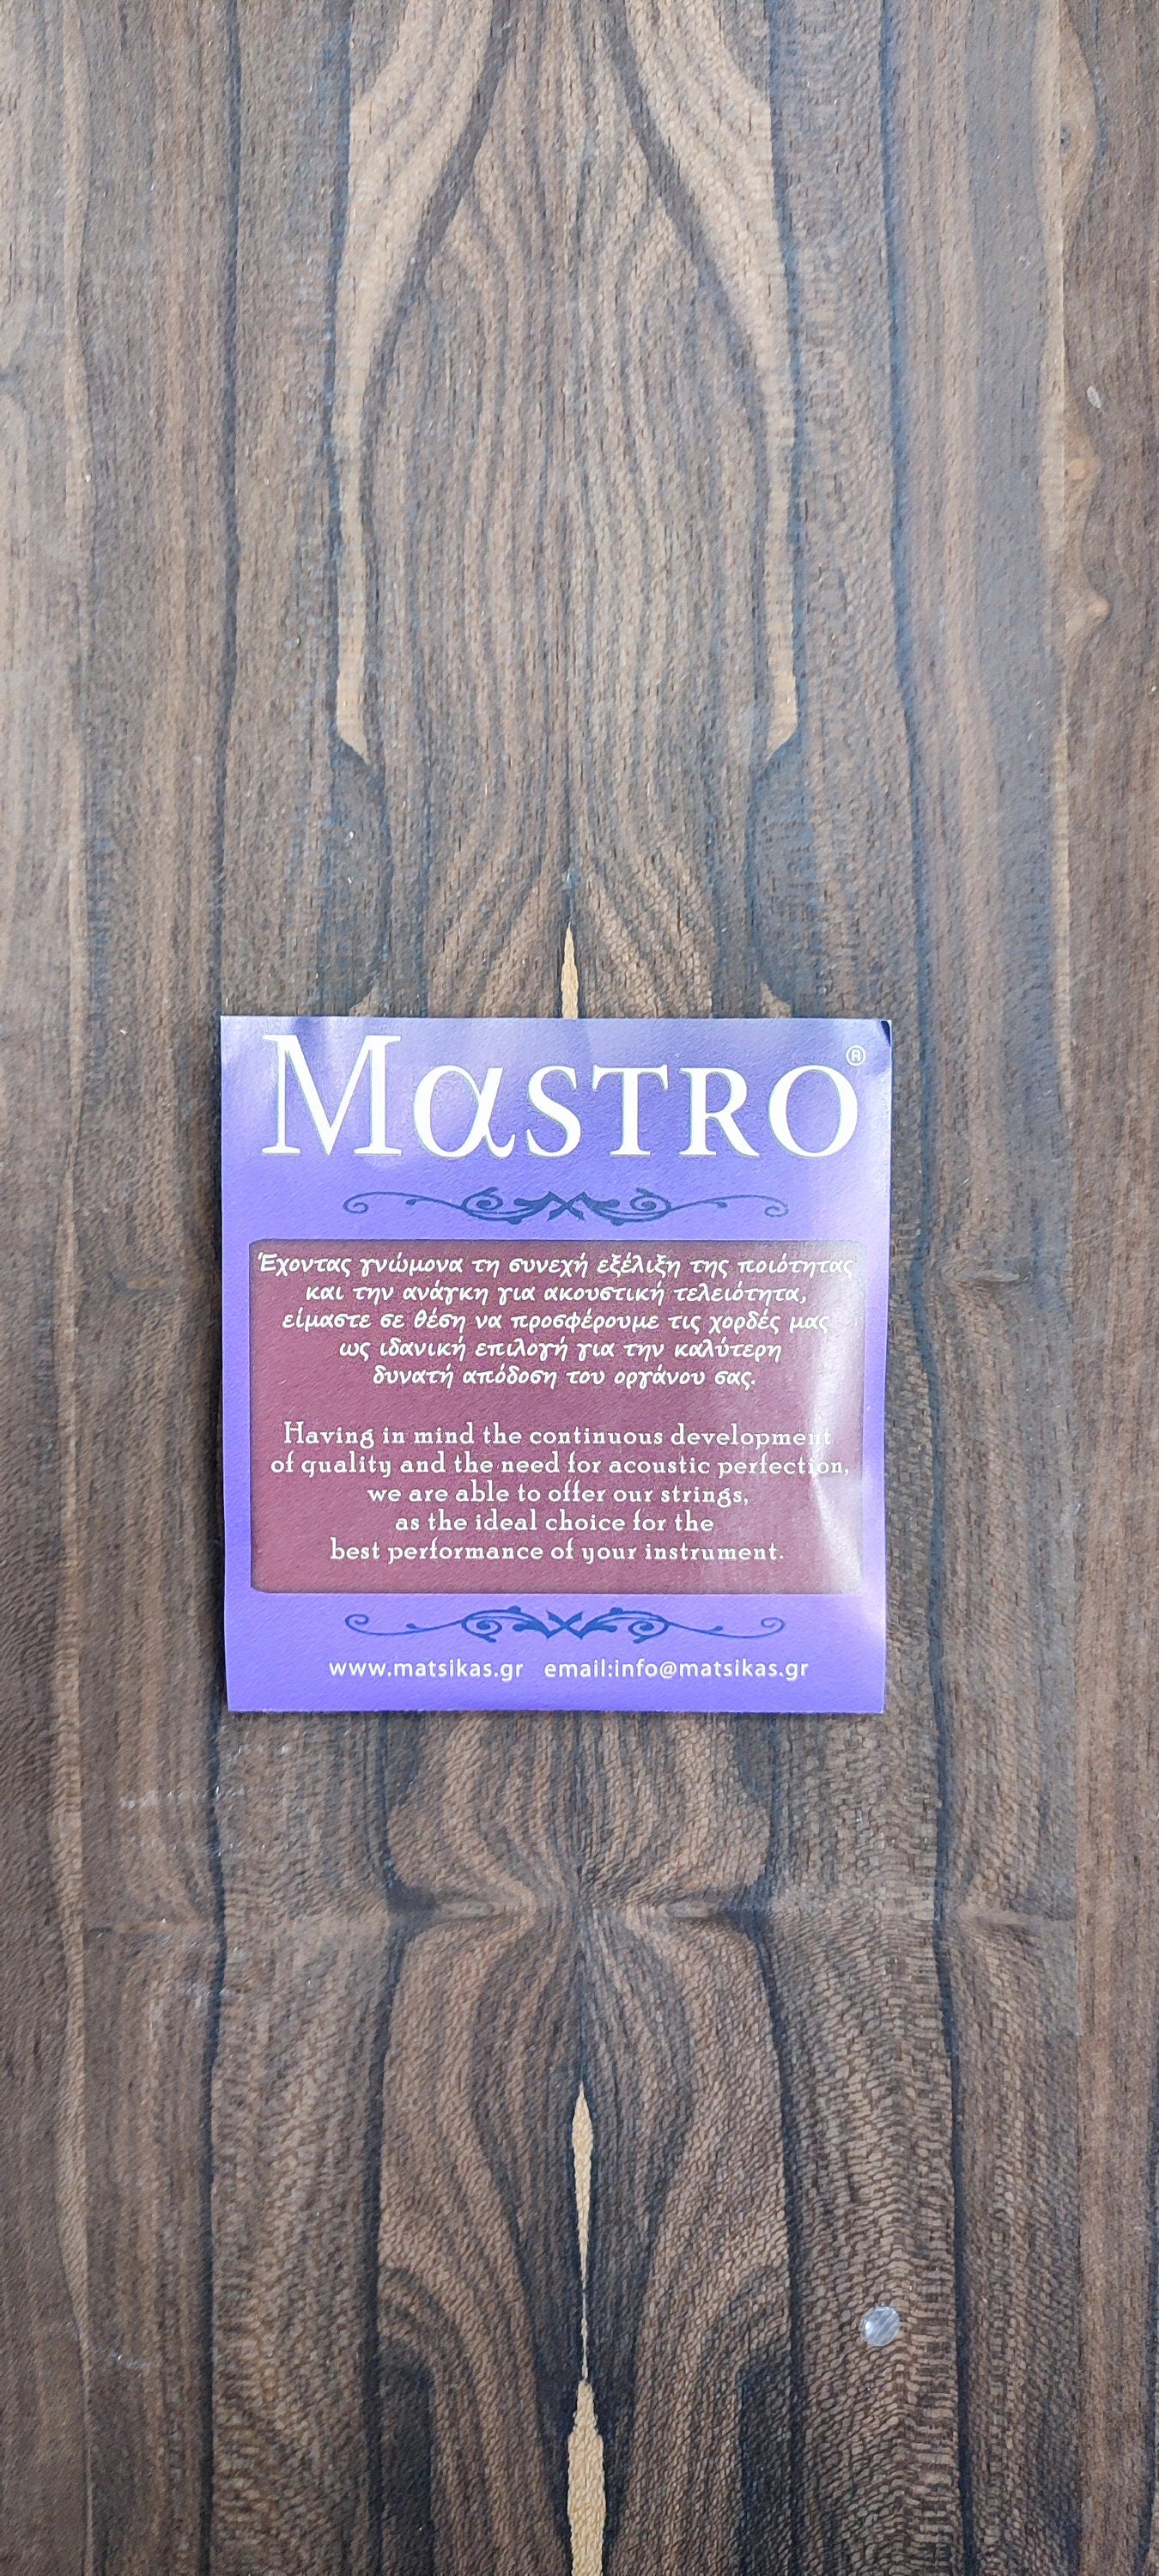 MαSTRO®
Έχοντας γνώμονα τη συνεχή εξέλιξη της ποιότητας
και την ανάγκη για ακουστική τελειότητα,
είμαστε σε θέση να προσφέρουμε τις χορδές μας
ως ιδανική επιλογή για την καλύτερη
δυνατή απόδοση του οργάνου σας.
Having in mind the continuous development
of quality and the need for acoustic perfection,
we are able to offer our strings,
as the ideal choice for the
best performance of your instrument.
www.matsikas.gr email:info@matsikas.gr